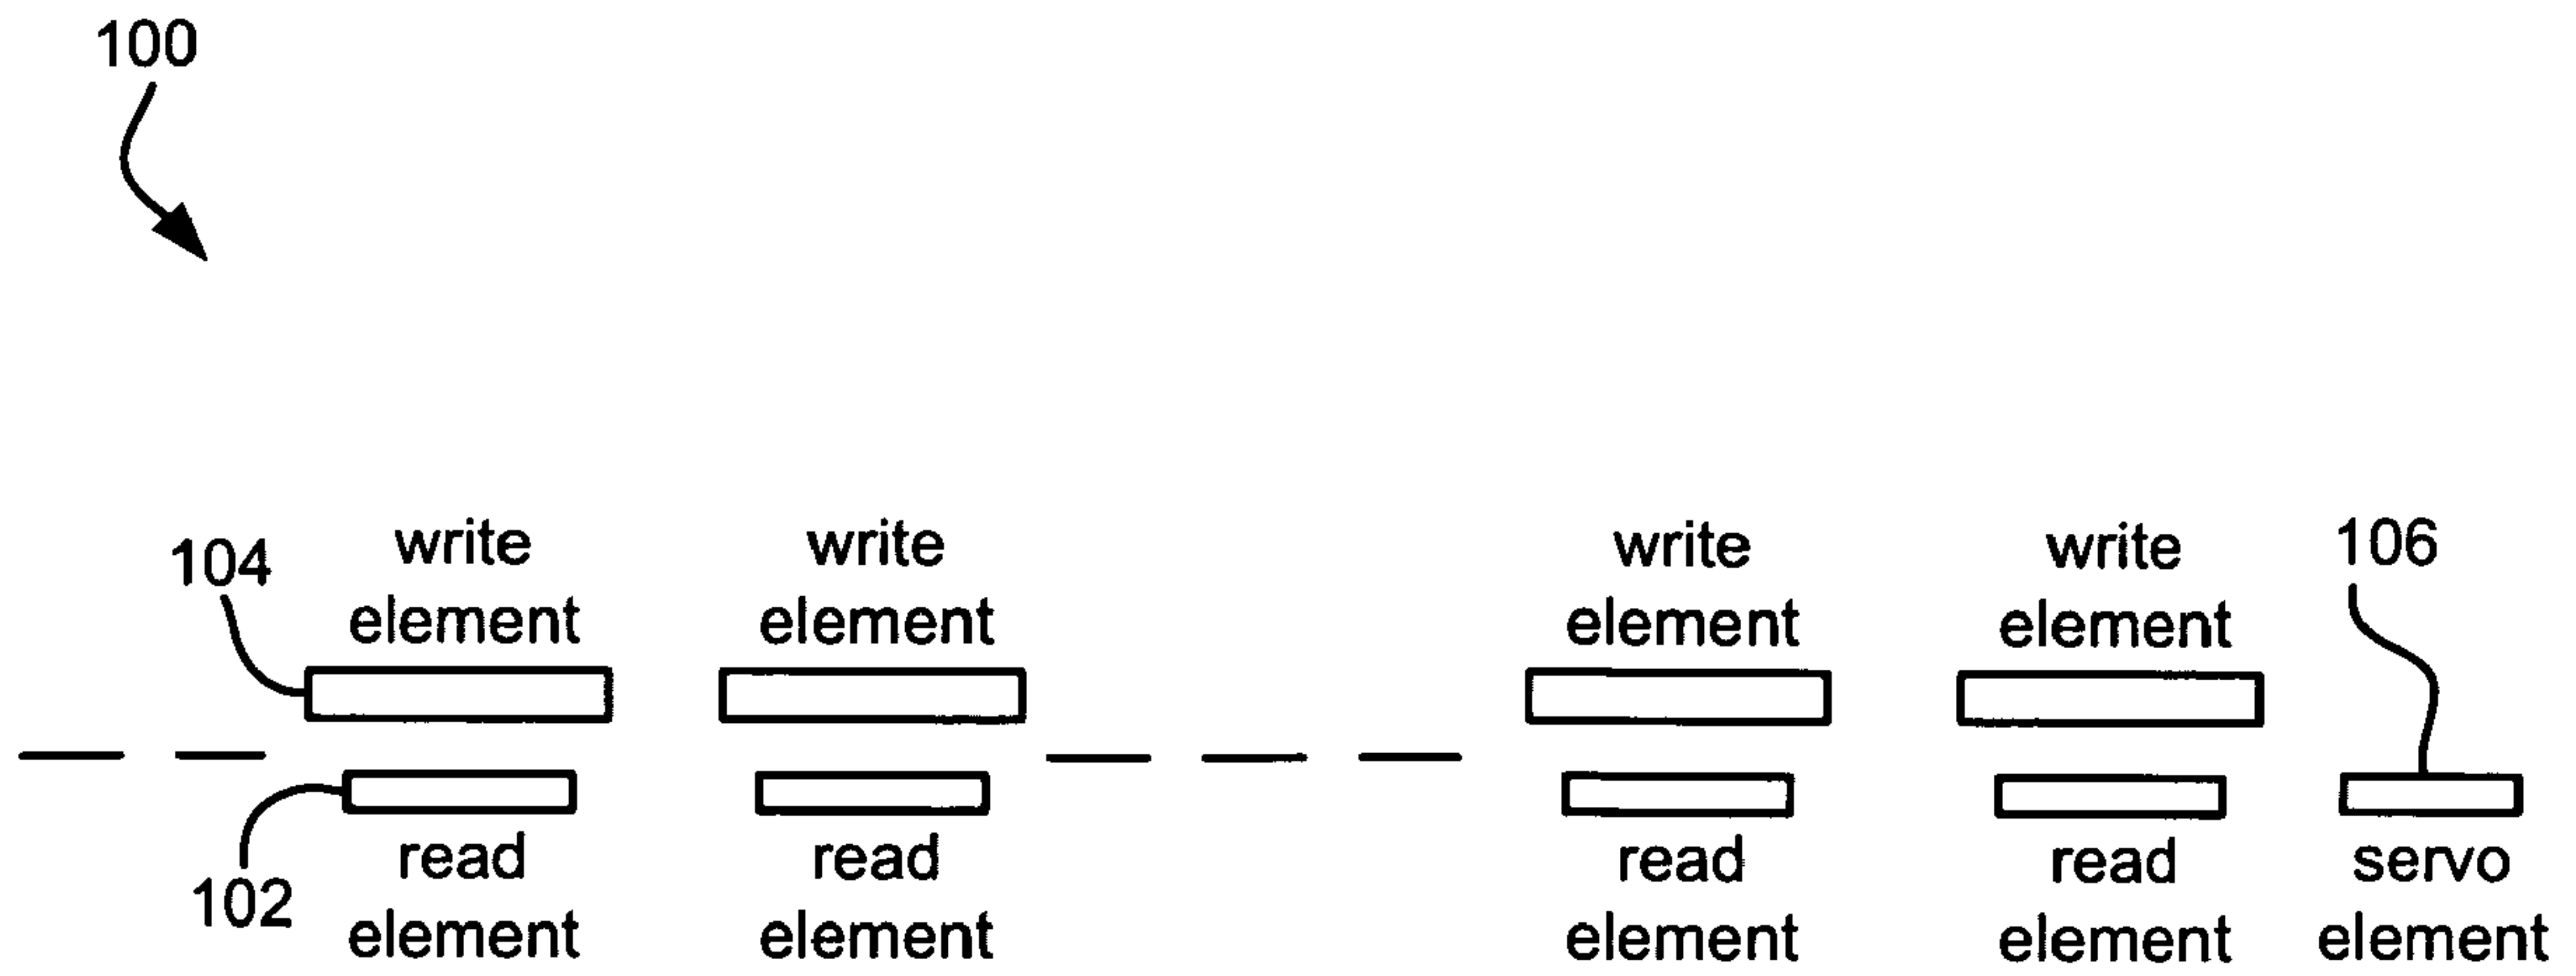 100
104
write
element
write
element
write
element
write
element
106
102
read
element
read
element
read
element
read
element
servo
element